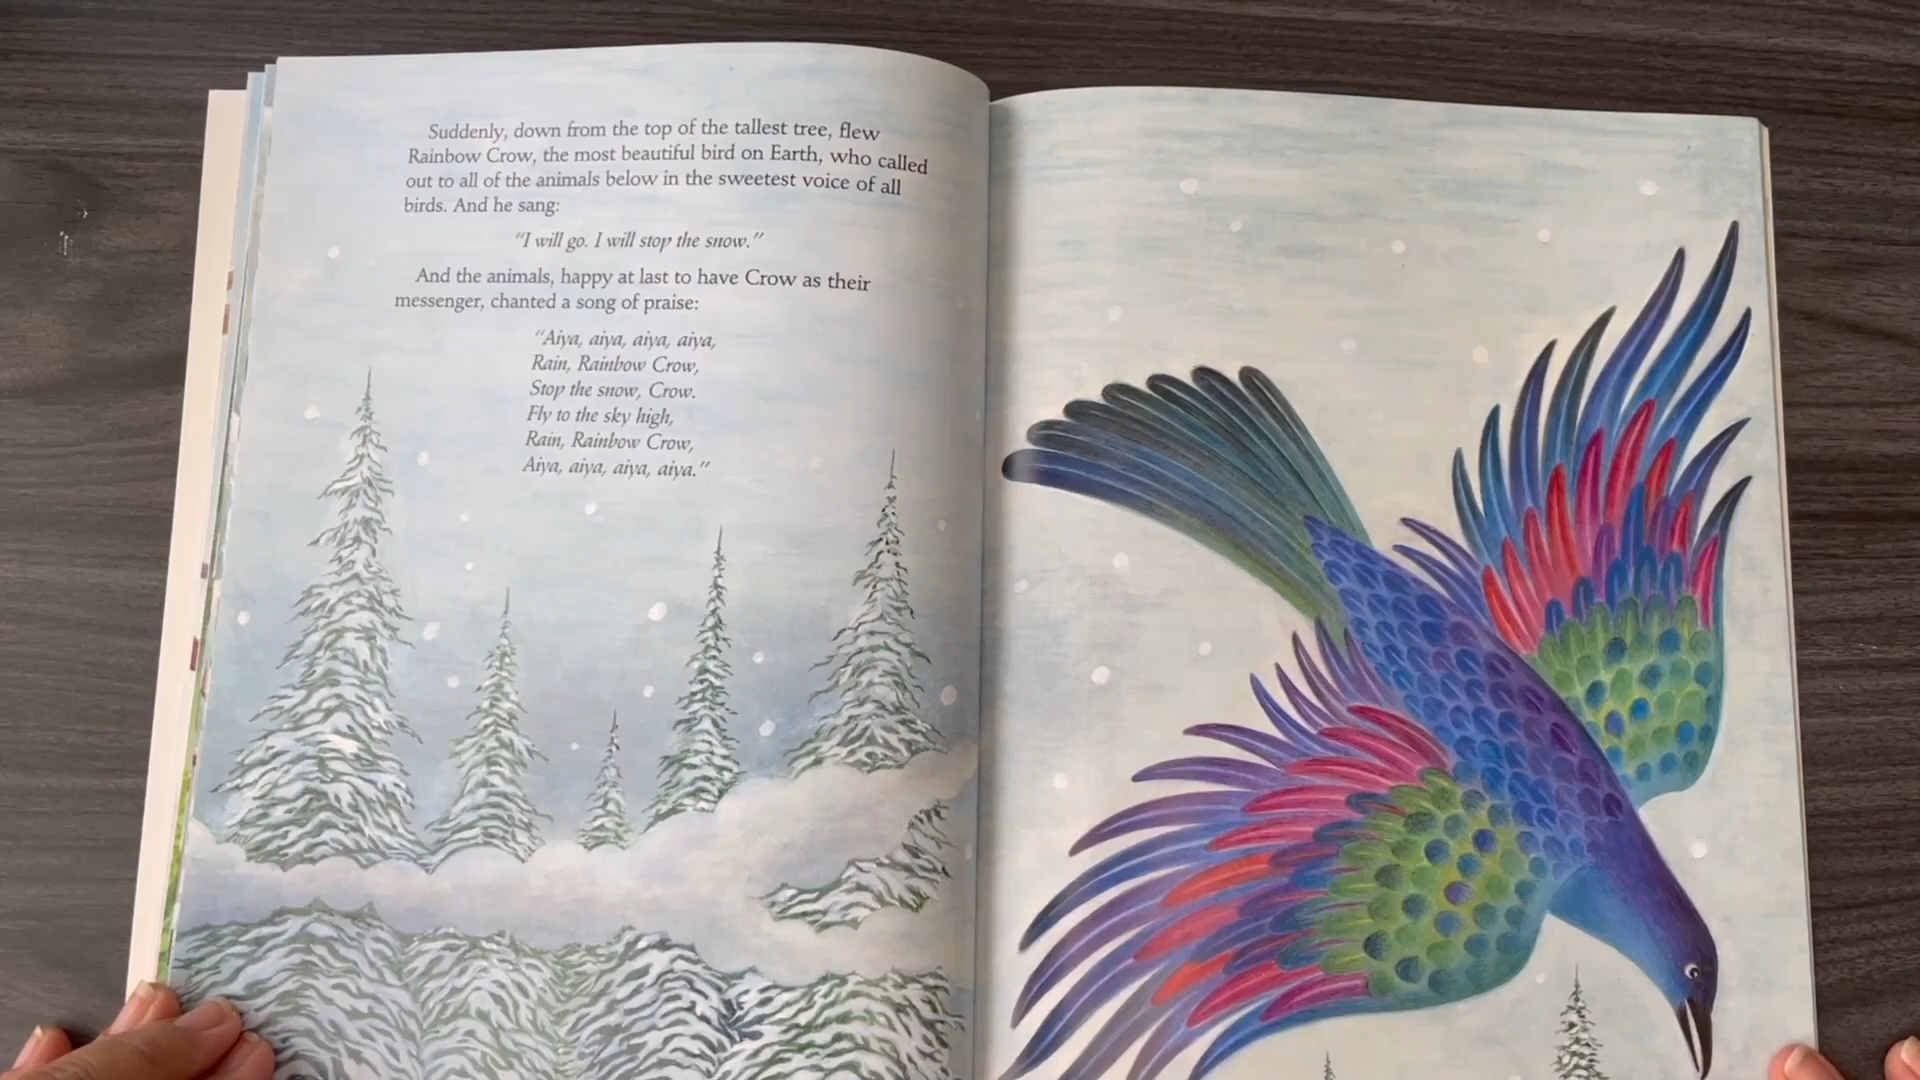 Suddenly, down from the top of the tallest tree, flew
Rainbow Crow, the most beautiful bird on Earth, who called
out to all of the animals below in the sweetest voice of all
birds. And he sang:
“I will go. I will stop the snow.”
And the animals, happy at last to have Crow as their
messenger, chanted a song of praise:
“Aiya, aiya, aiya, aiya,
Rain, Rainbow Crow,
Stop the snow, Crow.
Fly to the sky high,
Rain, Rainbow Crow,
Aiya, aiya, aiya, aiya.”